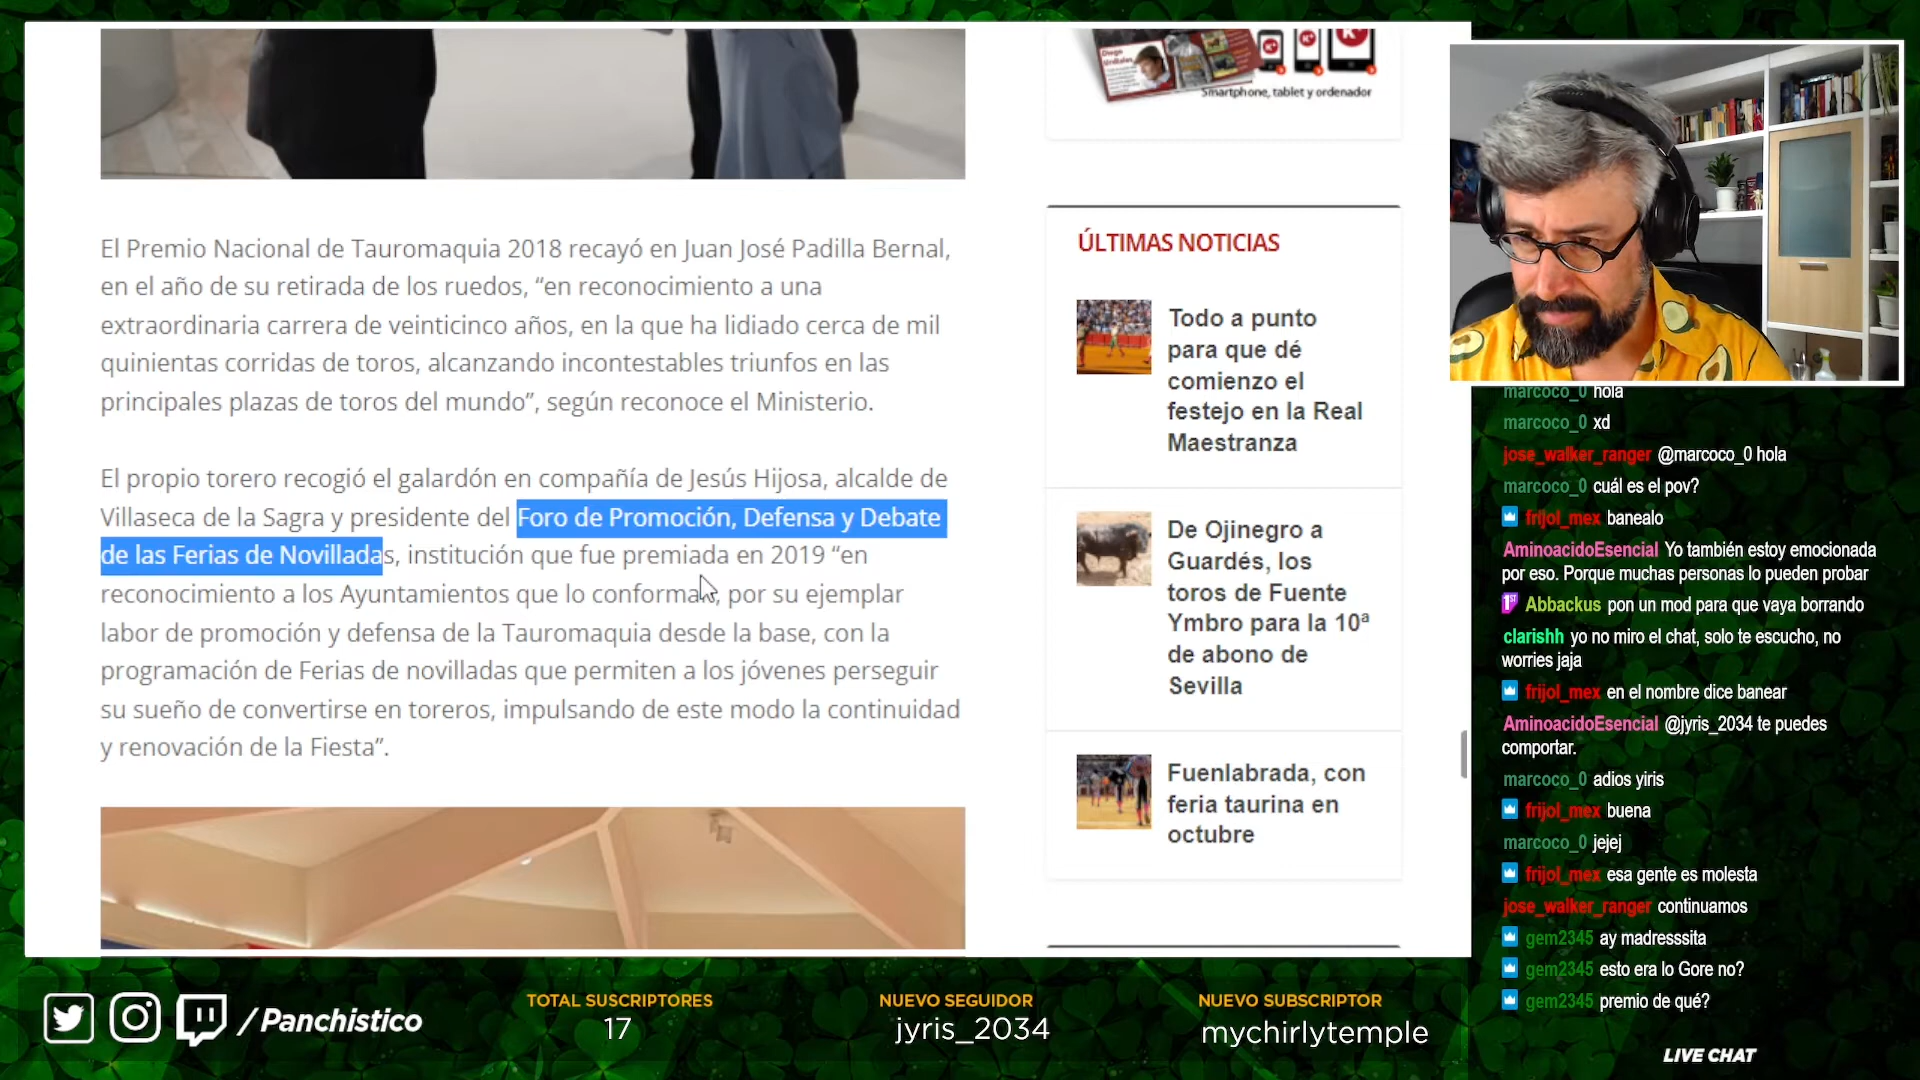 Smartphone, tablet y ordenador
El Premio Nacional de Tauromaquia 2018 recayó en Juan José Padilla Bernal,
en el año de su retirada de los ruedos, “en reconocimiento a una
extraordinaria carrera de veinticinco años, en la que ha lidiado cerca de mil
quinientas corridas de toros, alcanzando incontestables triunfos en las
principales plazas de toros del mundo”, según reconoce el Ministerio.
El propio torero recogió el galardón en compañía de Jesús Hijosa, alcalde de
Villaseca de la Sagra y presidente del Foro de Promoción, Defensa y Debate
de las Ferias de Novilladas, institución que fue premiada en 2019 “en
reconocimiento a los Ayuntamientos que lo conforman, por su ejemplar
labor de promoción y defensa de la Tauromaquia desde la base, con la
programación de Ferias de novilladas que permiten a los jóvenes perseguir
su sueño de convertirse en toreros, impulsando de este modo la continuidad
y renovación de la Fiesta”.
ÚLTIMAS NOTICIAS
Todo a punto
para que dé
comienzo el
festejo en la Real
Maestranza
De Ojinegro a
Guardés, los
toros de Fuente
Ymbro para la 10ª
de abono de
Sevilla
Fuenlabrada, con
feria taurina en
octubre
marcoco_0 hola
marcoco_0 xd
jose_walker_ranger @marcoco_0 hola
marcoco_0 cuál es el pov?
frijol_mex banealo
AminoacidoEsencial Yo también estoy emocionada
por eso. Porque muchas personas lo pueden probar
1ST Abbackus pon un mod para que vaya borrando
clarishh yo no miro el chat, solo te escucho, no
worries jaja
frijol_mex en el nombre dice banear
AminoacidoEsencial @jyris_2034 te puedes
comportar.
marcoco_0 adios yiris
frijol_mex buena
marcoco_0 jejej
frijol_mex esa gente es molesta
jose_walker_ranger continuamos
gem2345 ay madresssita
gem2345 esto era lo Gore no?
gem2345 premio de qué?
LIVE CHAT
/Panchistico
TOTAL SUSCRIPTORES
17
NUEVO SEGUIDOR
jyris_2034
NUEVO SUBSCRIPTOR
mychirlytemple